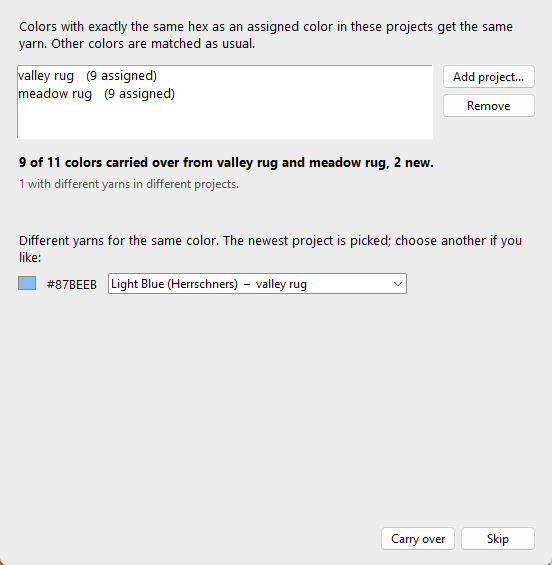 Colors with exactly the same hex as an assigned color in these projects get the same
yarn. Other colors are matched as usual.
valley rug (9 assigned)
meadow rug (9 assigned)
Add project...
Remove
9 of 11 colors carried over from valley rug and meadow rug, 2 new.
1 with different yarns in different projects.
Different yarns for the same color. The newest project is picked; choose another if you
like:
#87BEEB
Light Blue (Herrschners) – valley rug
Carry over
Skip